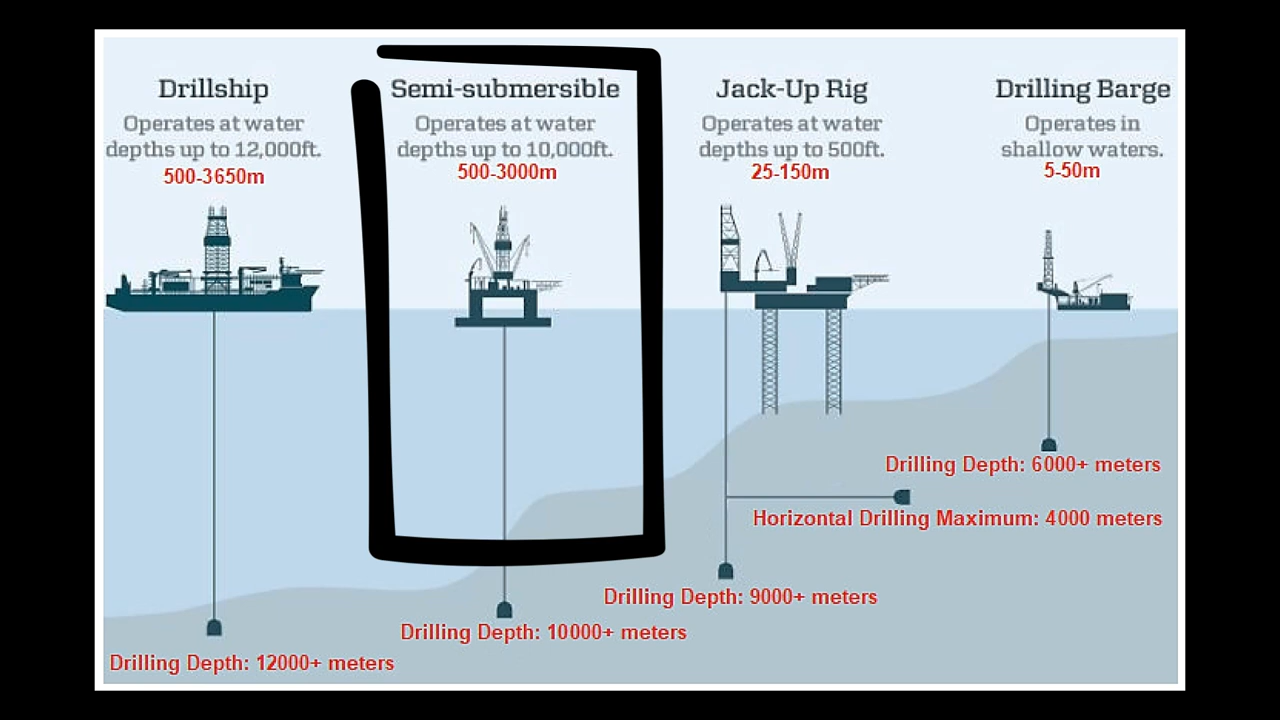 Drillship
Operates at water
depths up to 12,000ft.
500-3650m
Semi-submersible
Operates at water
depths up to 10,000ft.
500-3000m
Jack-Up Rig
Operates at water
depths up to 500ft.
25-150m
Drilling Barge
Operates in
shallow waters.
5-50m
Drilling Depth: 6000+ meters
Horizontal Drilling Maximum: 4000 meters
Drilling Depth: 9000+ meters
Drilling Depth: 10000+ meters
Drilling Depth: 12000+ meters